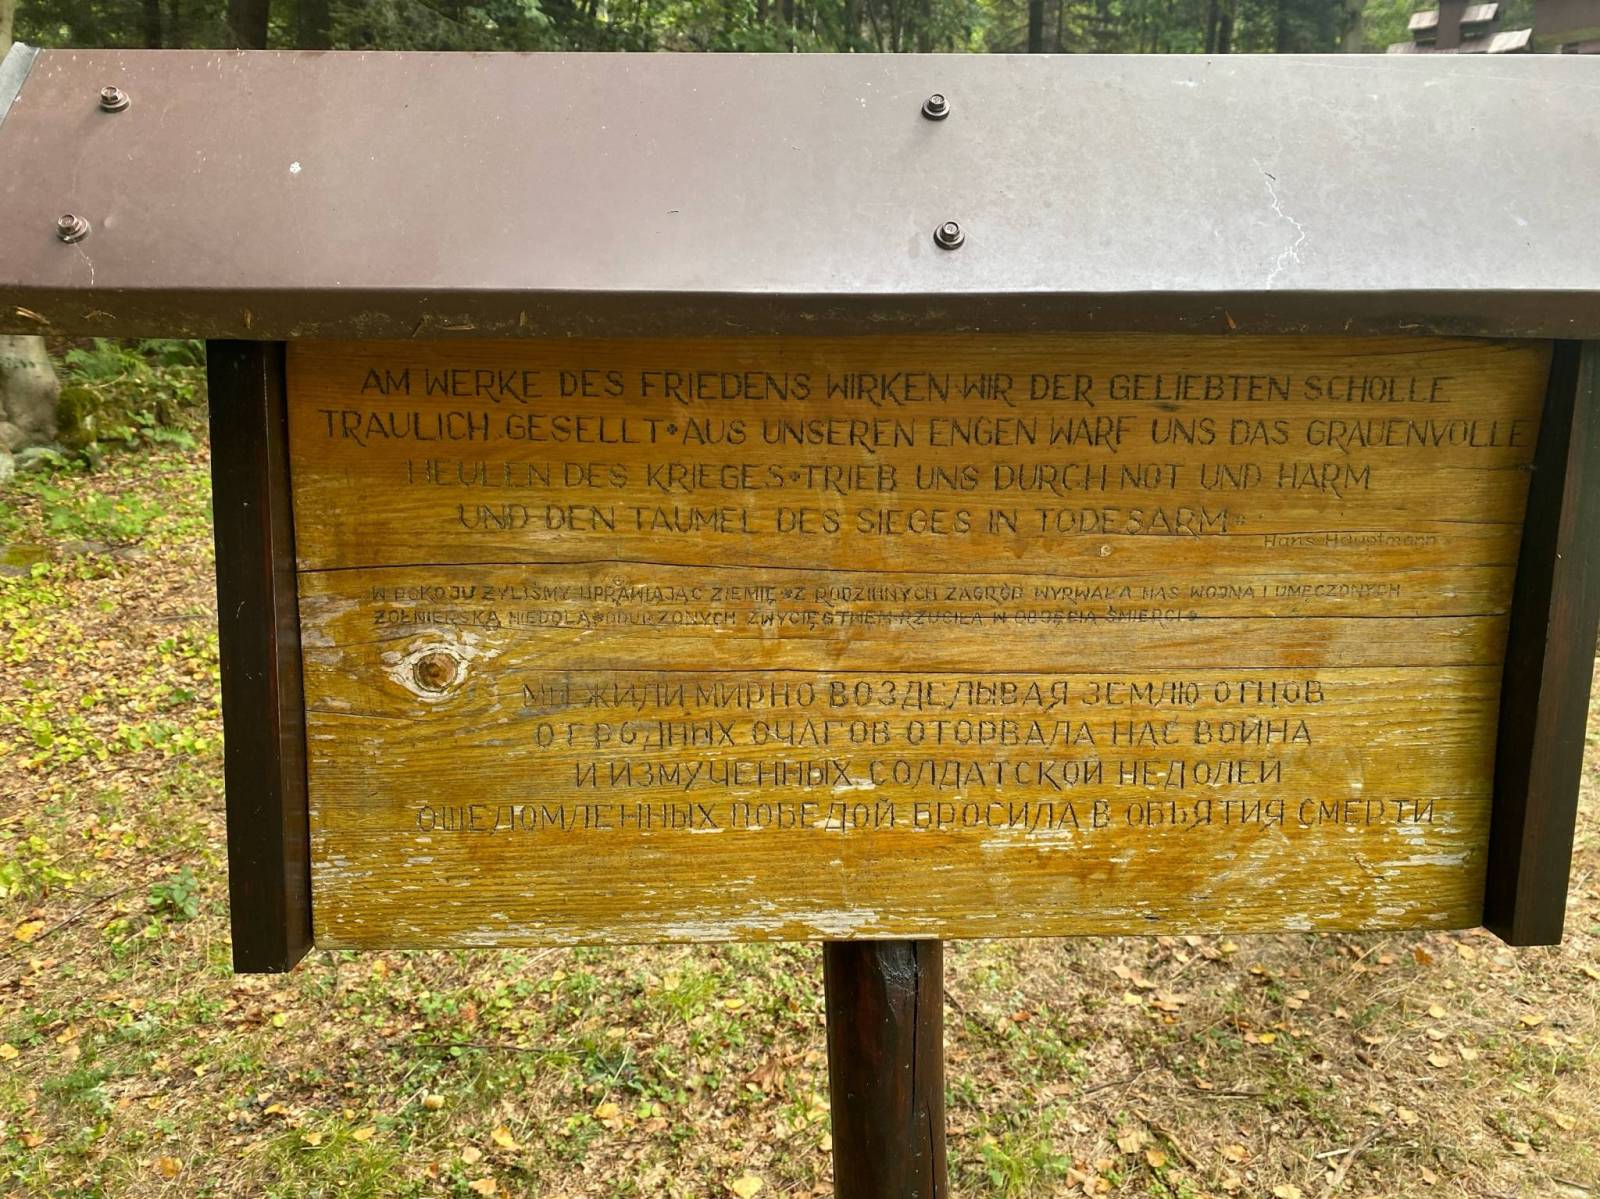 AM WERKE DES FRIEDENS WIRKEN WIR DER GELIEBTEN SCHOLLE
TRAULICH GESELLT * AUS UNSEREN ENGEN WARF UNS DAS GRAUENVOLLE
HEULEN DES KRIEGES * TRIEB UNS DURCH NOT UND HARM
UND DEN TAUMEL DES SIEGES IN TODESARM *
Hans Hauptmann
W POKOJU ŻYLIŚMY UPRAWIAJĄC ZIEMIĘ * Z RODZINNYCH ZAGRÓD WYRWAŁA NAS WOJNA I UMĘCZONYCH
ŻOŁNIERSKĄ NIEDOLĄ * ODURZONYCH ZWYCIĘSTWEM RZUCIŁA W OBJĘCIA ŚMIERCI *
МЫ ЖИЛИ МИРНО ВОЗДЕЛЫВАЯ ЗЕМЛЮ ОТЦОВ
ОТ РОДНЫХ ОЧАГОВ ОТОРВАЛА НАС ВОЙНА
И ИЗМУЧЕННЫХ СОЛДАТСКОЙ НЕДОЛЕЙ
ОШЕЛОМЛЕННЫХ ПОБЕДОЙ БРОСИЛА В ОБЪЯТИЯ СМЕРТИ